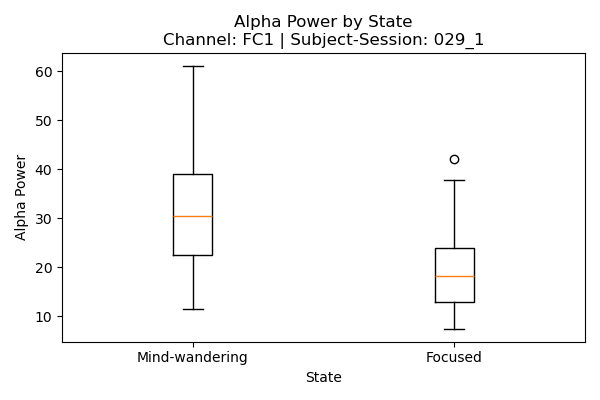 Alpha Power by State
Channel: FC1 | Subject-Session: 029_1
60
50
40
30
20
10
Alpha Power
Mind-wandering
Focused
State